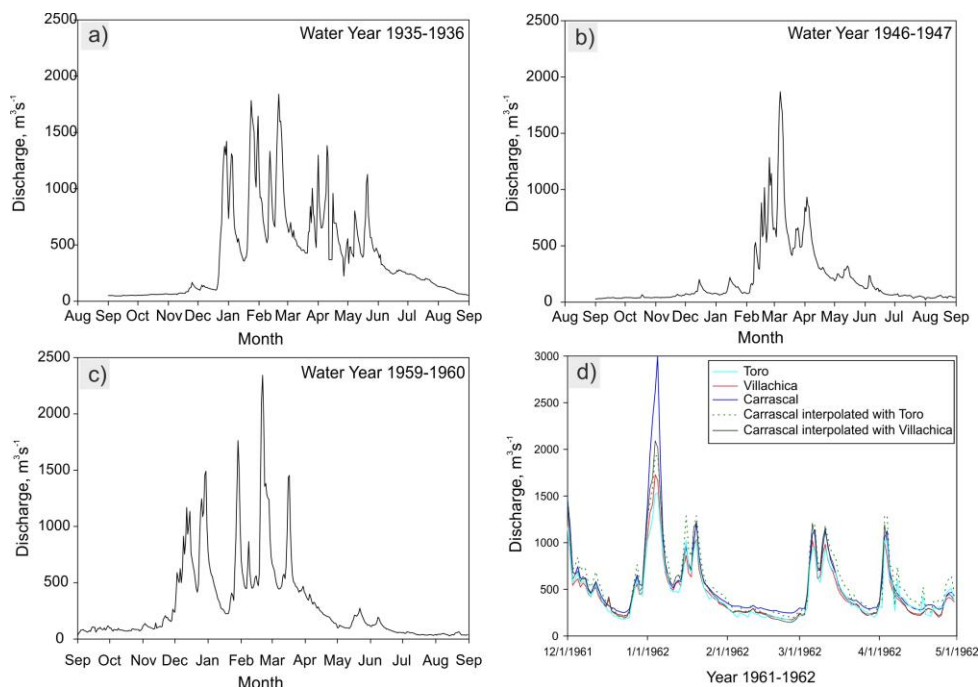 a)
Water Year 1935-1936
2500
2000
1500
1000
500
0
Discharge, m³s⁻¹
Aug Sep Oct Nov Dec Jan Feb Mar Apr May Jun Jul Aug Sep
Month
b)
Water Year 1946-1947
2500
2000
1500
1000
500
0
Discharge, m³s⁻¹
Aug Sep Oct Nov Dec Jan Feb Mar Apr May Jun Jul Aug Sep
Month
c)
Water Year 1959-1960
2500
2000
1500
1000
500
0
Discharge, m³s⁻¹
Sep Oct Nov Dec Jan Feb Mar Apr May Jun Jul Aug Sep
Month
d)
3000
2500
2000
1500
1000
500
0
Discharge, m³s⁻¹
Toro
Villachica
Carrascal
Carrascal interpolated with Toro
Carrascal interpolated with Villachica
12/1/1961 1/1/1962 2/1/1962 3/1/1962 4/1/1962 5/1/1962
Year 1961-1962